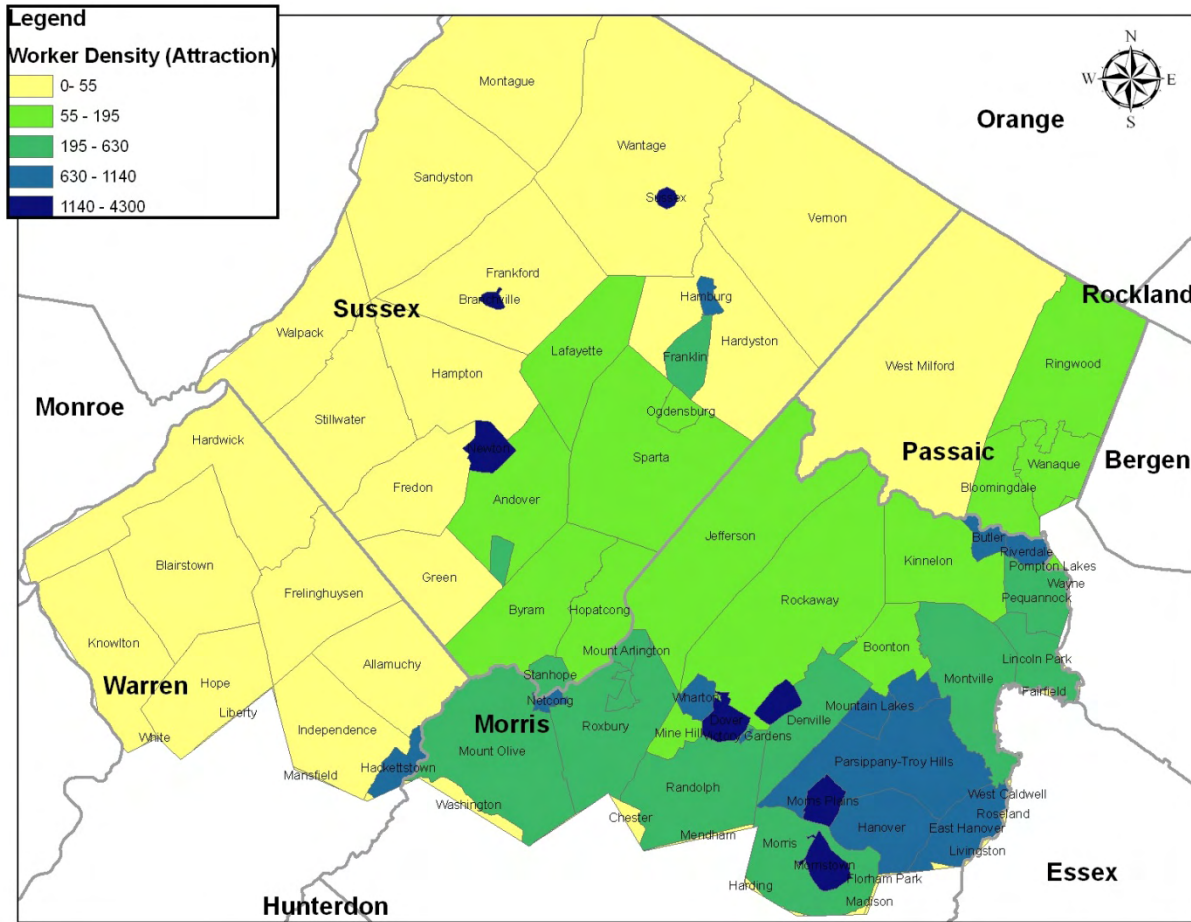 Legend
Worker Density (Attraction)
0- 55
55 - 195
195 - 630
630 - 1140
1140 - 4300
N
W
E
S
Orange
Montague
Wantage
Sandyston
Sussex
Vernon
Frankford
Branchville
Hamburg
Rockland
Sussex
Walpack
Lafayette
Hardyston
Franklin
West Milford
Ringwood
Hampton
Monroe
Stillwater
Ogdensburg
Hardwick
Newton
Sparta
Passaic
Bergen
Wanaque
Fredon
Bloomingdale
Andover
Jefferson
Butler
Riverdale
Kinnelon
Pompton Lakes
Blairstown
Green
Wayne
Frelinghuysen
Rockaway
Pequannock
Byram
Hopatcong
Knowlton
Allamuchy
Mount Arlington
Boonton
Lincoln Park
Stanhope
Montville
Warren
Hope
Fairfield
Netcong
Wharton
Liberty
Mountain Lakes
Morris
Dover
Denville
Independence
Roxbury
Mine Hill
Victory Gardens
White
Mount Olive
Parsippany-Troy Hills
Hackettstown
Mansfield
Randolph
West Caldwell
Washington
Morris Plains
Roseland
Chester
Hanover
East Hanover
Mendham
Morris
Livingston
Morristown
Essex
Florham Park
Harding
Madison
Hunterdon